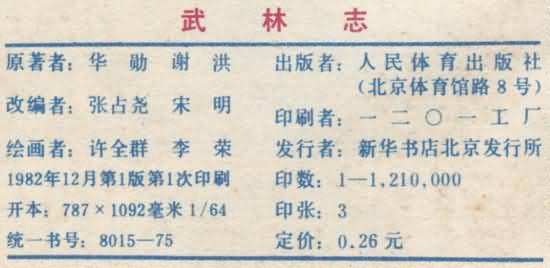 武林志
原著者：华勋 谢洪
改编者：张占尧 宋明
绘画者：许全群 李荣
1982年12月第1版第1次印刷
开本：787×1092毫米 1/64
统一书号：8015—75
出版者：人民体育出版社
（北京体育馆路8号）
印刷者：一二〇一工厂
发行者：新华书店北京发行所
印数：1—1,210,000
印张：3
定价：0.26元